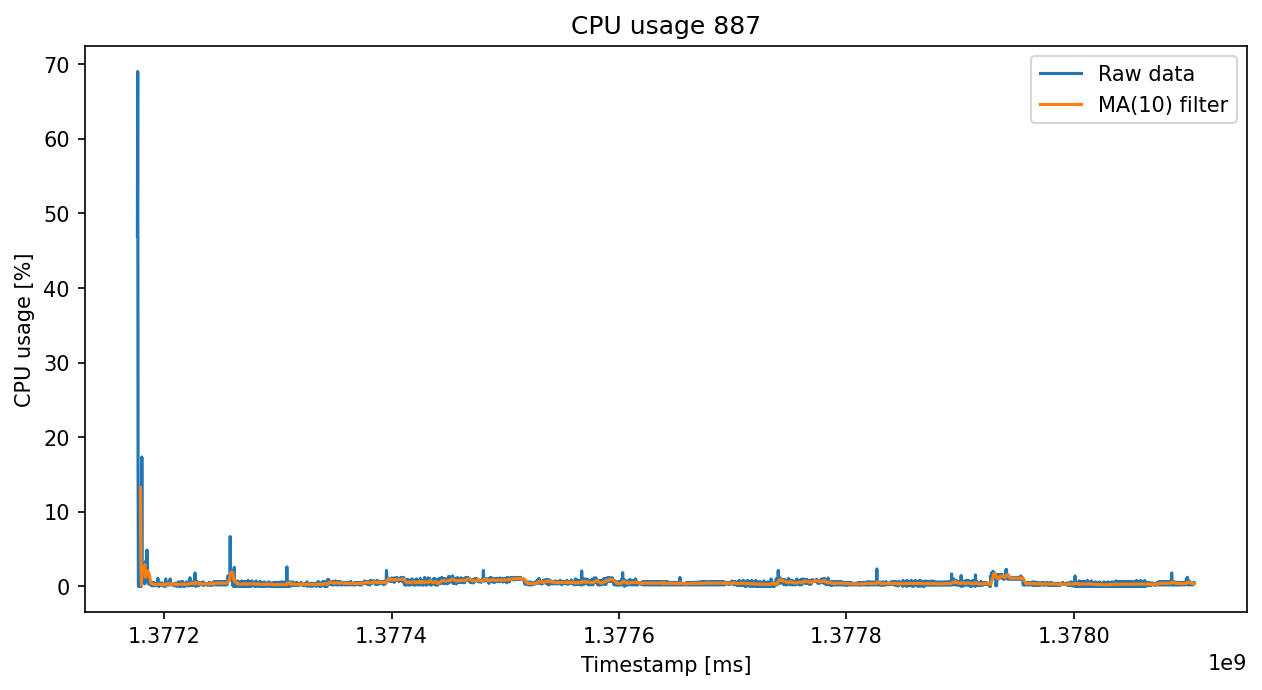 CPU usage 887
Raw data
MA(10) filter
CPU usage [%]
70
60
50
40
30
20
10
0
1.3772
1.3774
1.3776
1.3778
1.3780
Timestamp [ms]
1e9